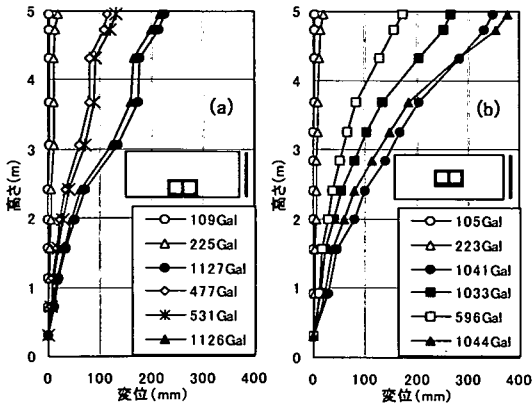 5
4
3
2
1
0
高さ(m)
(a)
109Gal
225Gal
1127Gal
477Gal
531Gal
1126Gal
0 100 200 300 400
変位(mm)
5
4
3
2
1
0
高さ(m)
(b)
105Gal
223Gal
1041Gal
1033Gal
596Gal
1044Gal
0 100 200 300 400
変位(mm)